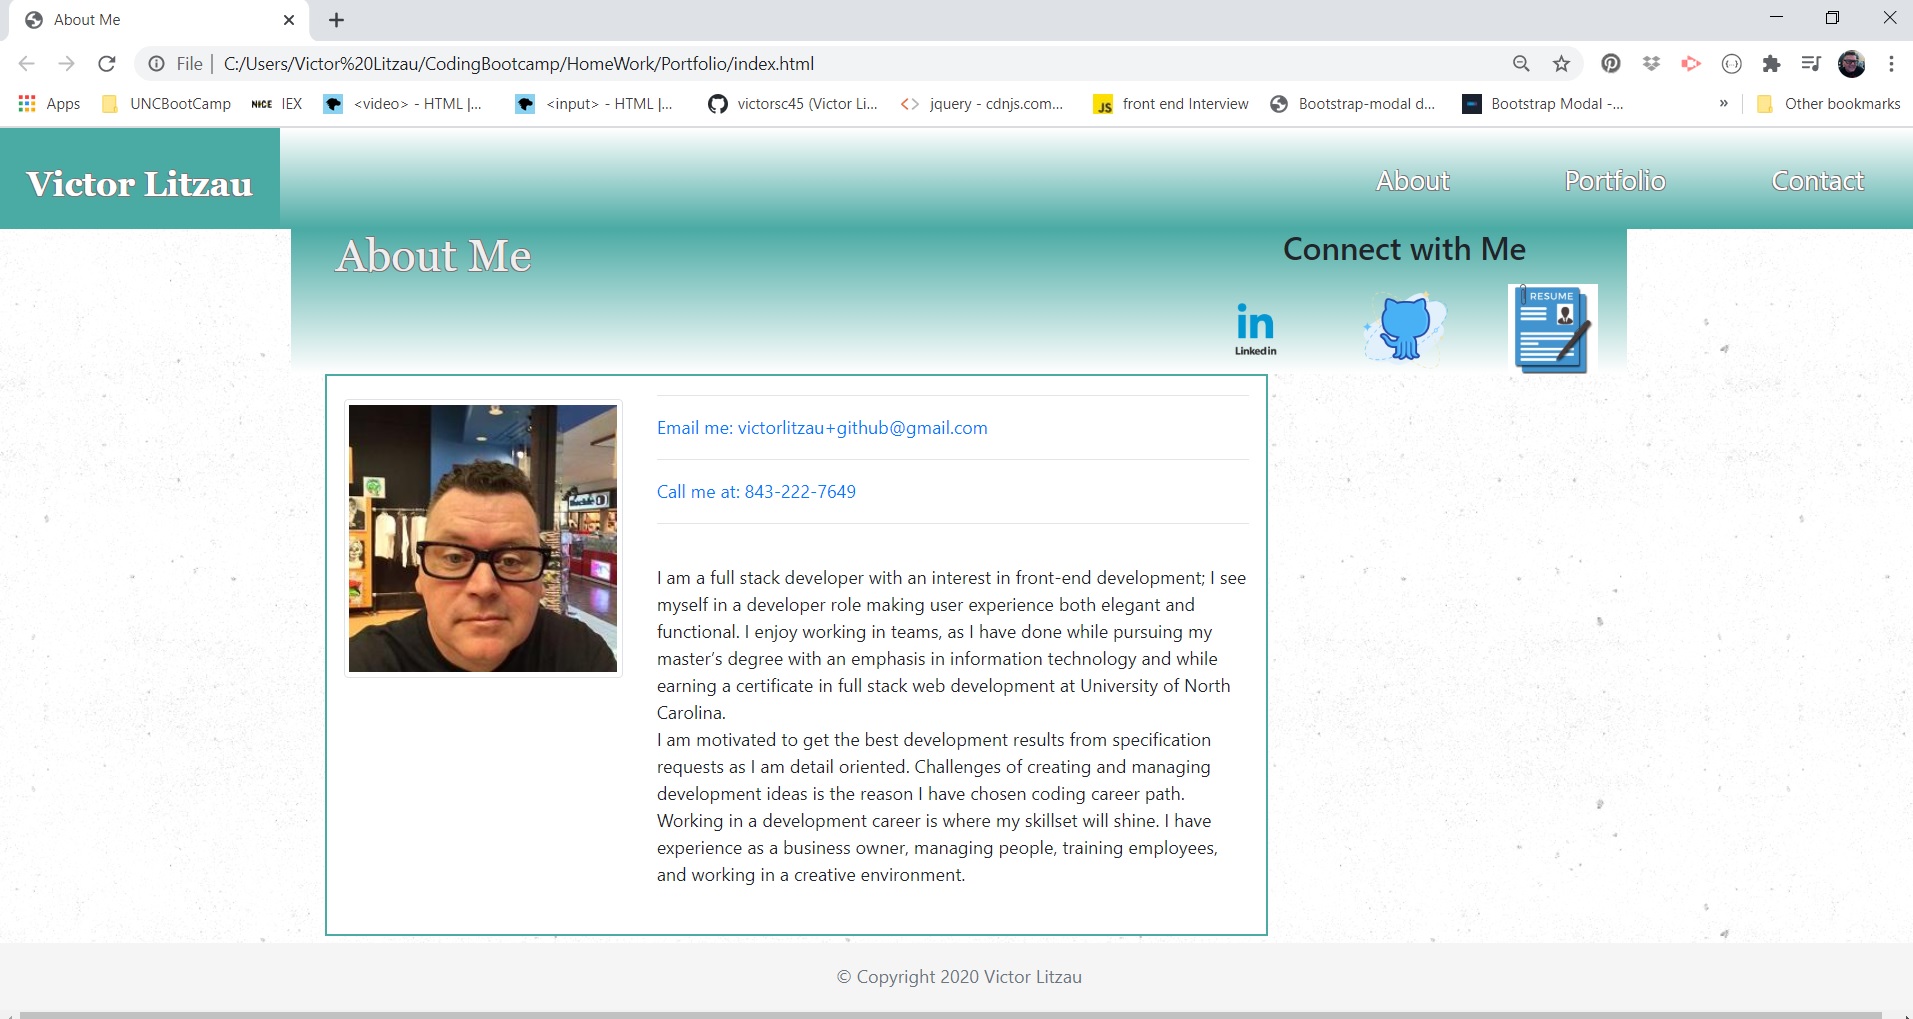 About Me
File | C:/Users/Victor%20Litzau/CodingBootcamp/HomeWork/Portfolio/index.html
Apps UNCBootCamp NICE IEX <video> - HTML |... <input> - HTML |... victorsc45 (Victor Li... jquery - cdnjs.com... JS front end Interview Bootstrap-modal d... Bootstrap Modal -... » Other bookmarks
Victor Litzau About Portfolio Contact
About Me
Connect with Me
in
Linked in
RESUME
Email me: victorlitzau+github@gmail.com
Call me at: 843-222-7649
I am a full stack developer with an interest in front-end development; I see
myself in a developer role making user experience both elegant and
functional. I enjoy working in teams, as I have done while pursuing my
master’s degree with an emphasis in information technology and while
earning a certificate in full stack web development at University of North
Carolina.
I am motivated to get the best development results from specification
requests as I am detail oriented. Challenges of creating and managing
development ideas is the reason I have chosen coding career path.
Working in a development career is where my skillset will shine. I have
experience as a business owner, managing people, training employees,
and working in a creative environment.
© Copyright 2020 Victor Litzau